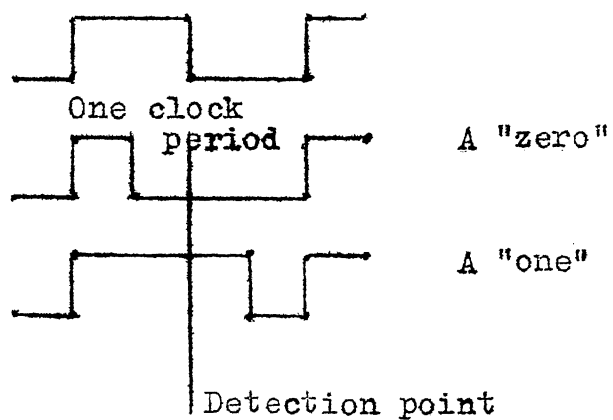 One clock
period
A "zero"
A "one"
Detection point